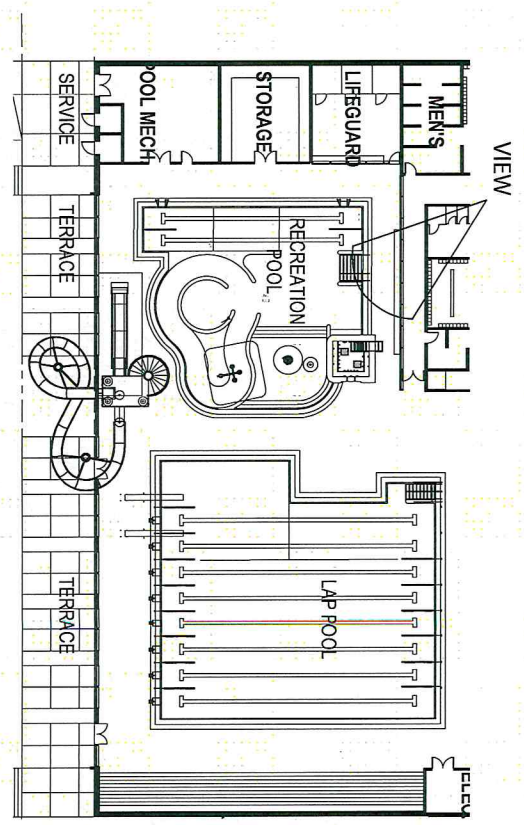 VIEW
MEN'S
LIFEGUARD
STORAGE
POOL MECH
SERVICE
RECREATION
POOL
TERRACE
LAP POOL
TERRACE